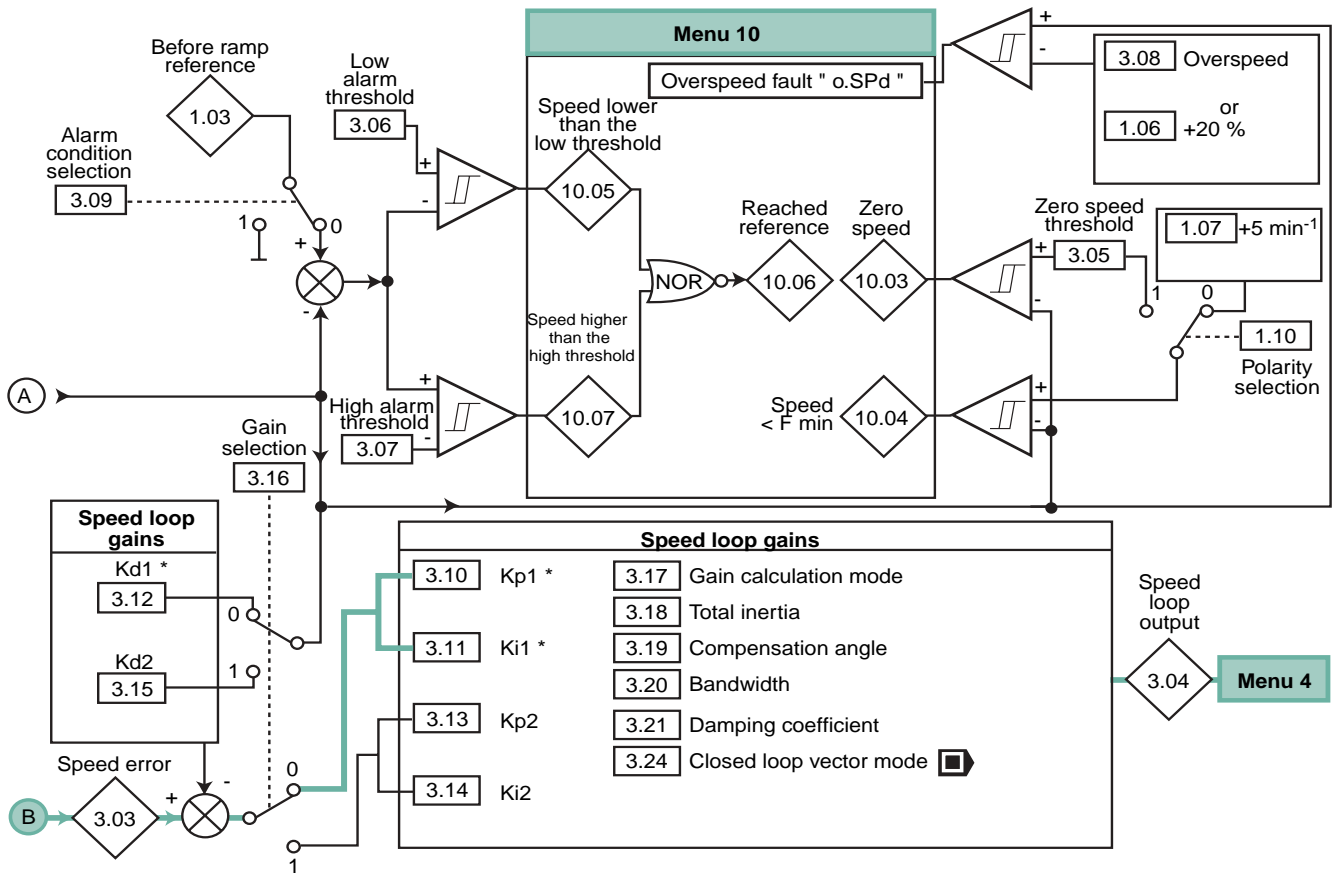 Menu 10
Before ramp
reference
1.03
Low
alarm
threshold
3.06
Alarm
condition
selection
3.09
1
0
+
-
+
-
Overspeed fault " o.SPd "
+
-
3.08 Overspeed
or
1.06 +20 %
Speed lower
than the
low threshold
10.05
NOR
Reached
reference
10.06
Zero
speed
10.03
+
-
Zero speed
threshold
3.05
1
0
1.07 +5 min-1
1.10
Polarity
selection
Speed higher
than the
high threshold
10.07
Speed
< F min
10.04
+
-
A
+
-
High alarm
threshold
3.07
Gain
selection
3.16
Speed loop
gains
Kd1 *
3.12
0
Kd2
3.15
1
Speed loop gains
3.10 Kp1 *
3.11 Ki1 *
3.13 Kp2
3.14 Ki2
3.17 Gain calculation mode
3.18 Total inertia
3.19 Compensation angle
3.20 Bandwidth
3.21 Damping coefficient
3.24 Closed loop vector mode
Speed
loop
output
3.04
Menu 4
Speed error
B
3.03
+
-
0
1